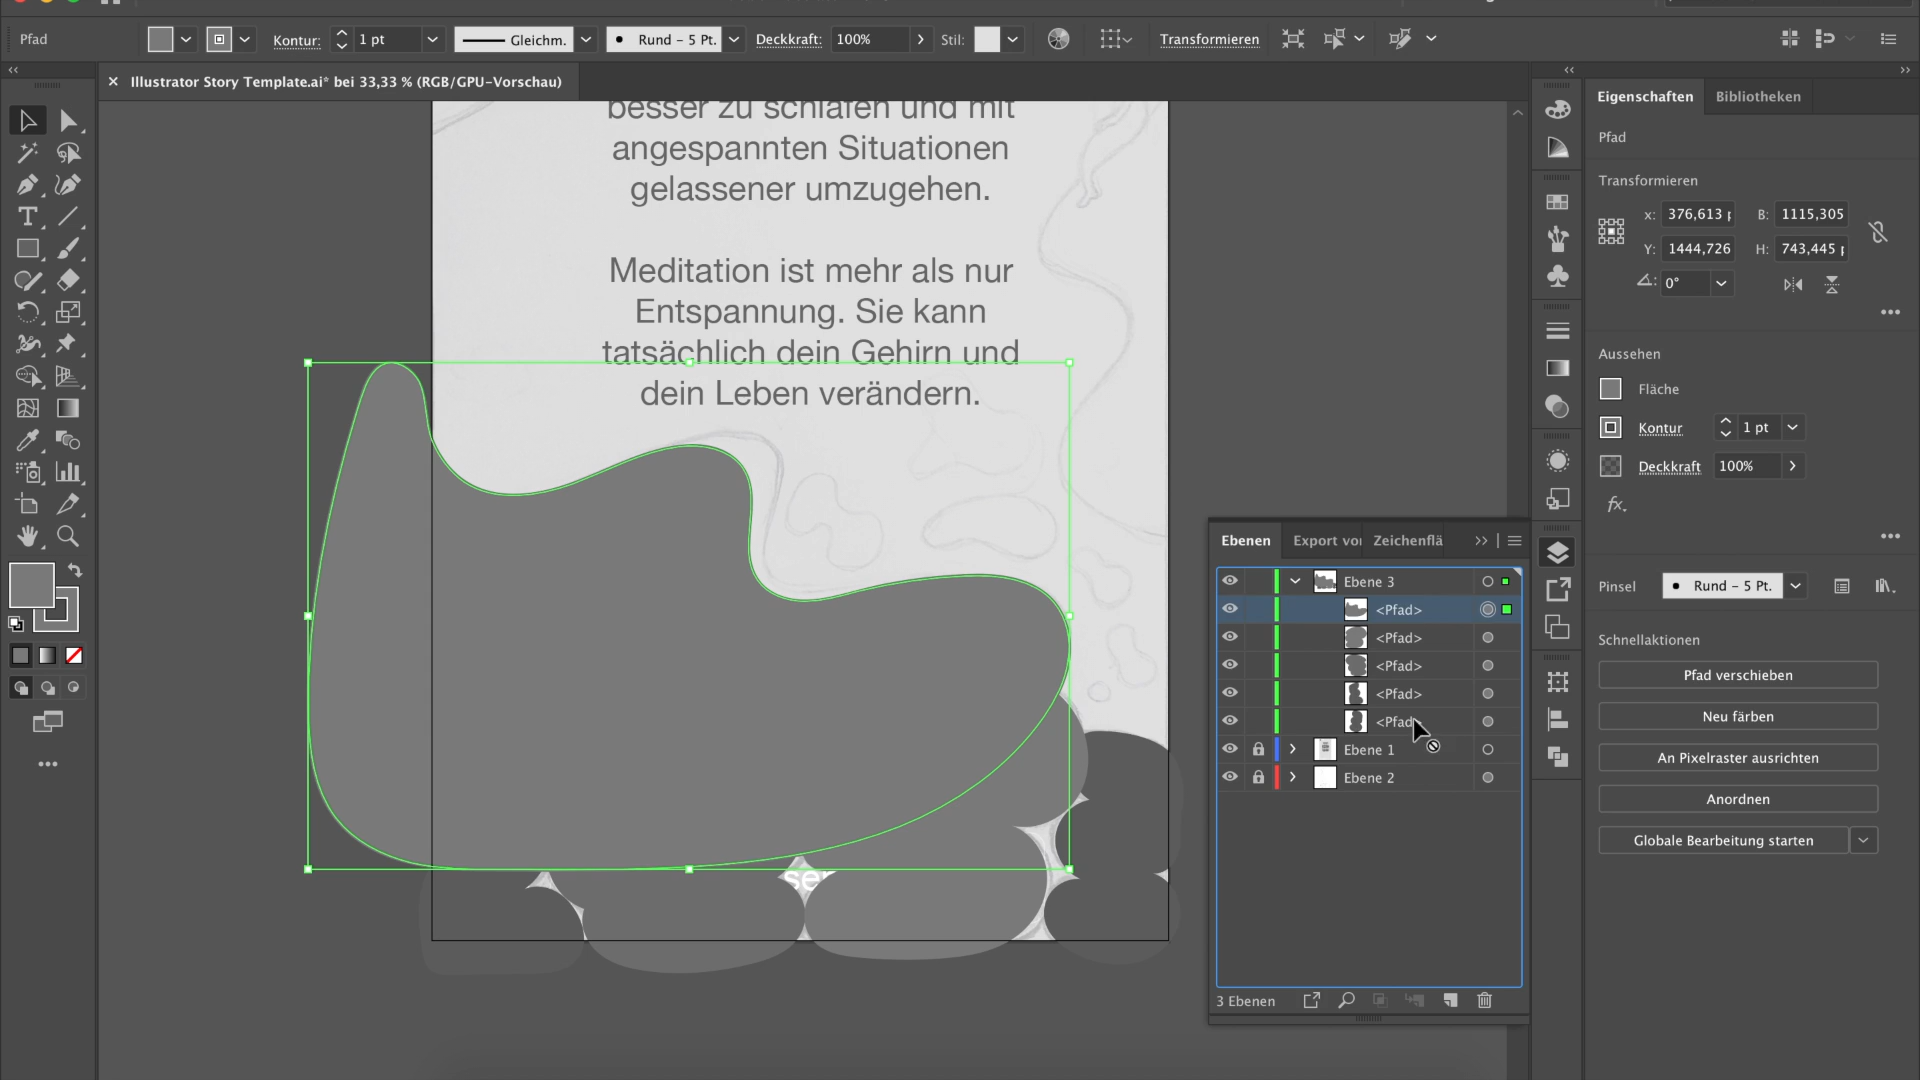 Pfad
Kontur:
1 pt
Gleichm.
Rund - 5 Pt.
Deckkraft:
100%
Stil:
Transformieren
Illustrator Story Template.ai* bei 33,33 % (RGB/GPU-Vorschau)
besser zu schlafen und mit
angespannten Situationen
gelassener umzugehen.
Meditation ist mehr als nur
Entspannung. Sie kann
tatsächlich dein Gehirn und
dein Leben verändern.
se
Ebenen
Export vor
Zeichenflä
Ebene 3
<Pfad>
<Pfad>
<Pfad>
<Pfad>
<Pfad
Ebene 1
Ebene 2
3 Ebenen
Eigenschaften
Bibliotheken
Pfad
Transformieren
x: 376,613 p
B: 1115,305
Y: 1444,726
H: 743,445 p
0°
Aussehen
Fläche
Kontur
1 pt
Deckkraft
100%
fx.
Pinsel
Rund - 5 Pt.
Schnellaktionen
Pfad verschieben
Neu färben
An Pixelraster ausrichten
Anordnen
Globale Bearbeitung starten